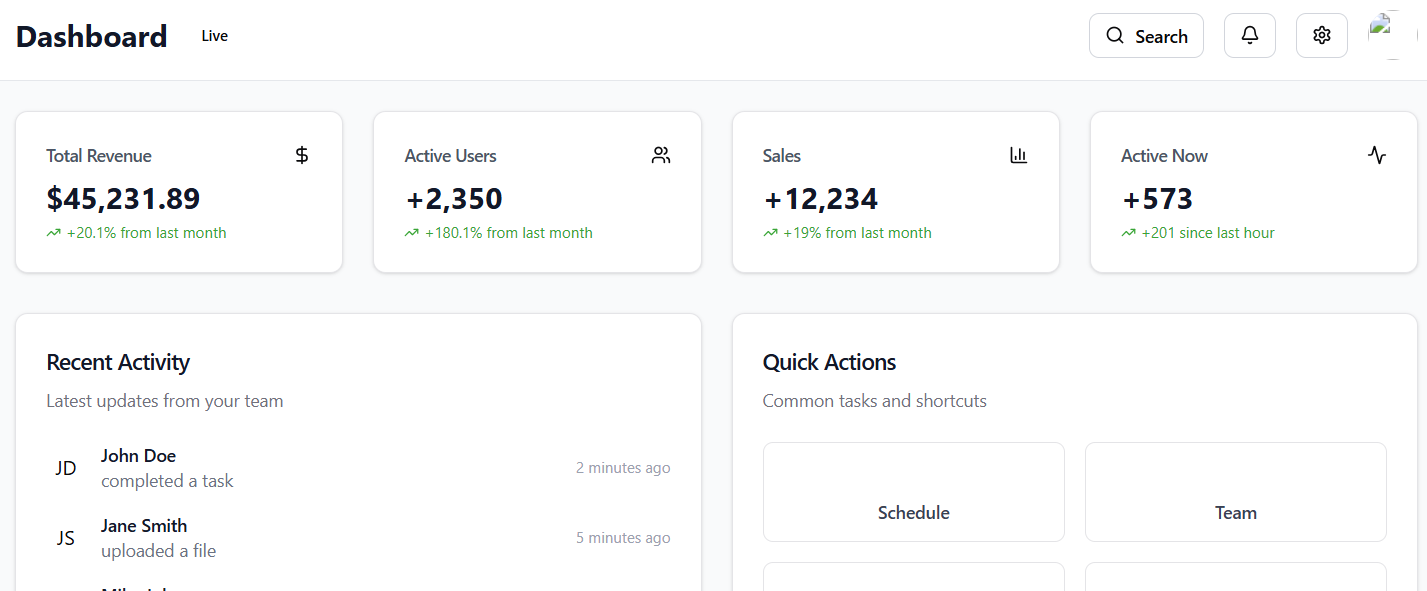 Dashboard Live Search
Total Revenue
$45,231.89
+20.1% from last month
Active Users
+2,350
+180.1% from last month
Sales
+12,234
+19% from last month
Active Now
+573
+201 since last hour
Recent Activity
Latest updates from your team
JD
John Doe
completed a task
2 minutes ago
JS
Jane Smith
uploaded a file
5 minutes ago
Quick Actions
Common tasks and shortcuts
Schedule
Team